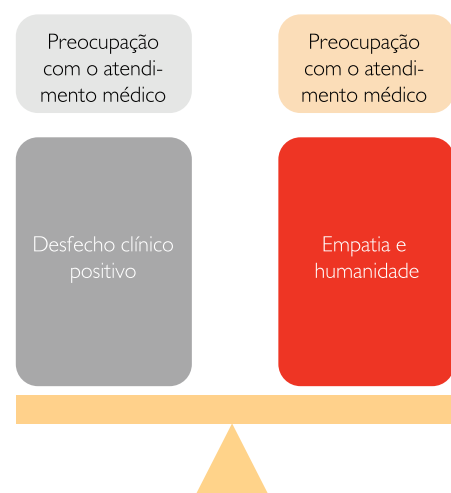 Preocupação
com o atendi-
mento médico
Preocupação
com o atendi-
mento médico
Desfecho clínico
positivo
Empatia e
humanidade